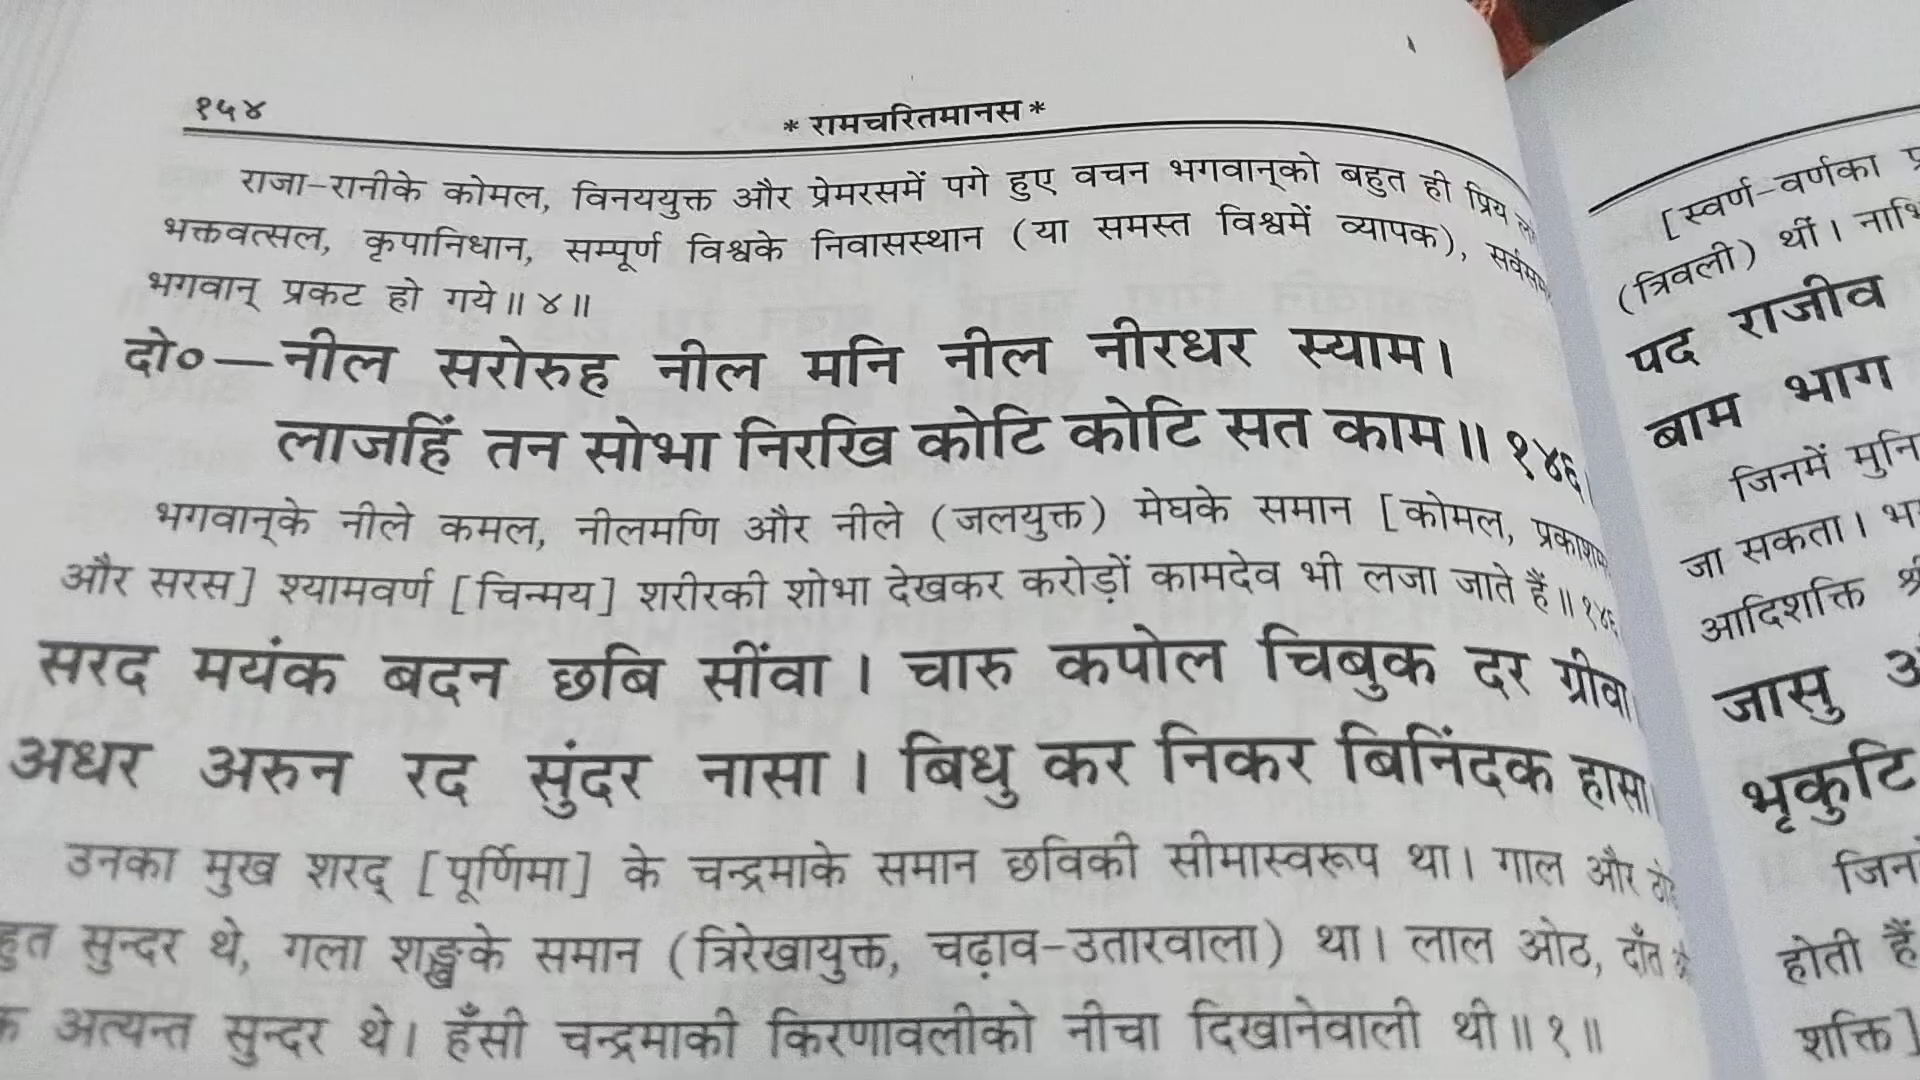 १५४
* रामचरितमानस *
राजा-रानीके कोमल, विनययुक्त और प्रेमरसमें पगे हुए वचन भगवान्‌को बहुत ही प्रिय
भक्तवत्सल, कृपानिधान, सम्पूर्ण विश्वके निवासस्थान (या समस्त विश्वमें व्यापक),
भगवान् प्रकट हो गये॥ ४॥
दो०—नील सरोरुह नील मनि नील नीरधर स्याम।
लाजहिं तन सोभा निरखि कोटि कोटि सत काम॥ १४६
भगवान्‌के नीले कमल, नीलमणि और नीले (जलयुक्त) मेघके समान [कोमल,
और सरस] श्यामवर्ण [चिन्मय] शरीरकी शोभा देखकर करोड़ों कामदेव भी लजा जाते हैं॥ १४६
सरद मयंक बदन छबि सींवा। चारु कपोल चिबुक दर ग्रीवा
अधर अरुन रद सुंदर नासा। बिधु कर निकर बिनिंदक हासा
उनका मुख शरद् [पूर्णिमा] के चन्द्रमाके समान छविकी सीमास्वरूप था। गाल और
सुन्दर थे, गला शङ्खके समान (त्रिरेखायुक्त, चढ़ाव-उतारवाला) था। लाल ओठ, दाँत
अत्यन्त सुन्दर थे। हँसी चन्द्रमाकी किरणावलीको नीचा दिखानेवाली थी॥ १॥
[स्वर्ण-वर्णका
(त्रिवली) थीं।
पद राजीव
बाम भाग
जिनमें मुनि
जा सकता।
आदिशक्ति
जासु
भृकुटि
होती हैं
शक्ति]